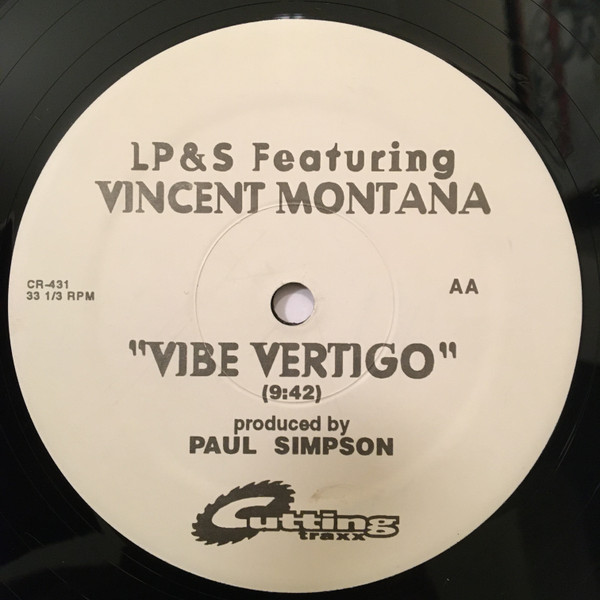 LP&S Featuring
VINCENT MONTANA
CR-431
33 1/3 RPM
AA
"VIBE VERTIGO"
(9:42)
produced by
PAUL SIMPSON
Cutting
traxx